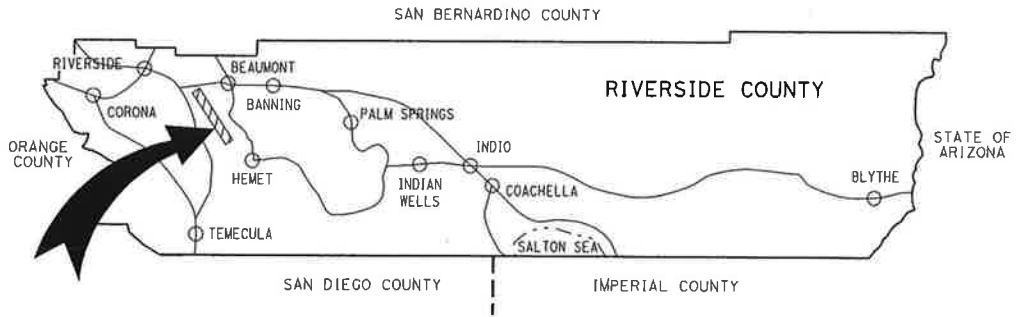 SAN BERNARDINO COUNTY
RIVERSIDE
BEAUMONT
RIVERSIDE COUNTY
CORONA
BANNING
PALM SPRINGS
ORANGE
COUNTY
STATE OF
ARIZONA
HEMET
INDIO
INDIAN
WELLS
COACHELLA
BLYTHE
TEMECULA
SALTON SEA
SAN DIEGO COUNTY
IMPERIAL COUNTY